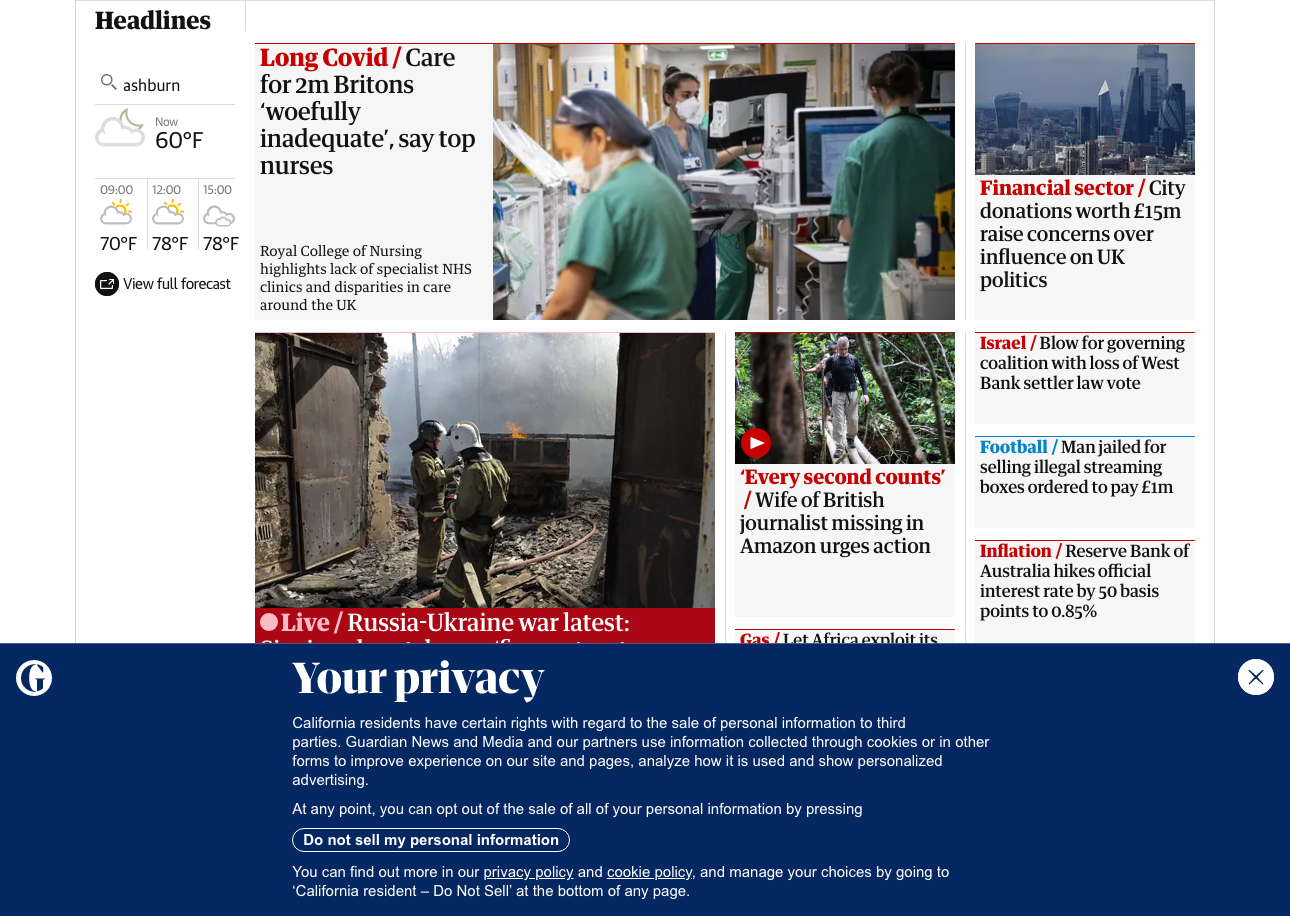 Headlines
ashburn
Now
60°F
09:00
12:00
15:00
70°F
78°F
78°F
View full forecast
Long Covid / Care
for 2m Britons
‘woefully
inadequate’, say top
nurses
Royal College of Nursing
highlights lack of specialist NHS
clinics and disparities in care
around the UK
Financial sector / City
donations worth £15m
raise concerns over
influence on UK
politics
Live / Russia-Ukraine war latest:
‘Every second counts’
/ Wife of British
journalist missing in
Amazon urges action
Gas / Let Africa exploit its
Israel / Blow for governing
coalition with loss of West
Bank settler law vote
Football / Man jailed for
selling illegal streaming
boxes ordered to pay £1m
Inflation / Reserve Bank of
Australia hikes official
interest rate by 50 basis
points to 0.85%
G
Your privacy
California residents have certain rights with regard to the sale of personal information to third
parties. Guardian News and Media and our partners use information collected through cookies or in other
forms to improve experience on our site and pages, analyze how it is used and show personalized
advertising.
At any point, you can opt out of the sale of all of your personal information by pressing
Do not sell my personal information
You can find out more in our privacy policy and cookie policy, and manage your choices by going to
‘California resident – Do Not Sell’ at the bottom of any page.